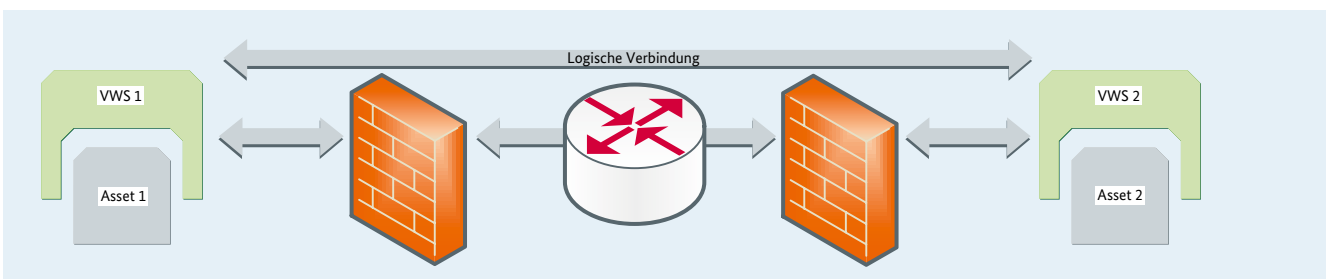 Logische Verbindung
VWS 1
VWS 2
Asset 1
Asset 2